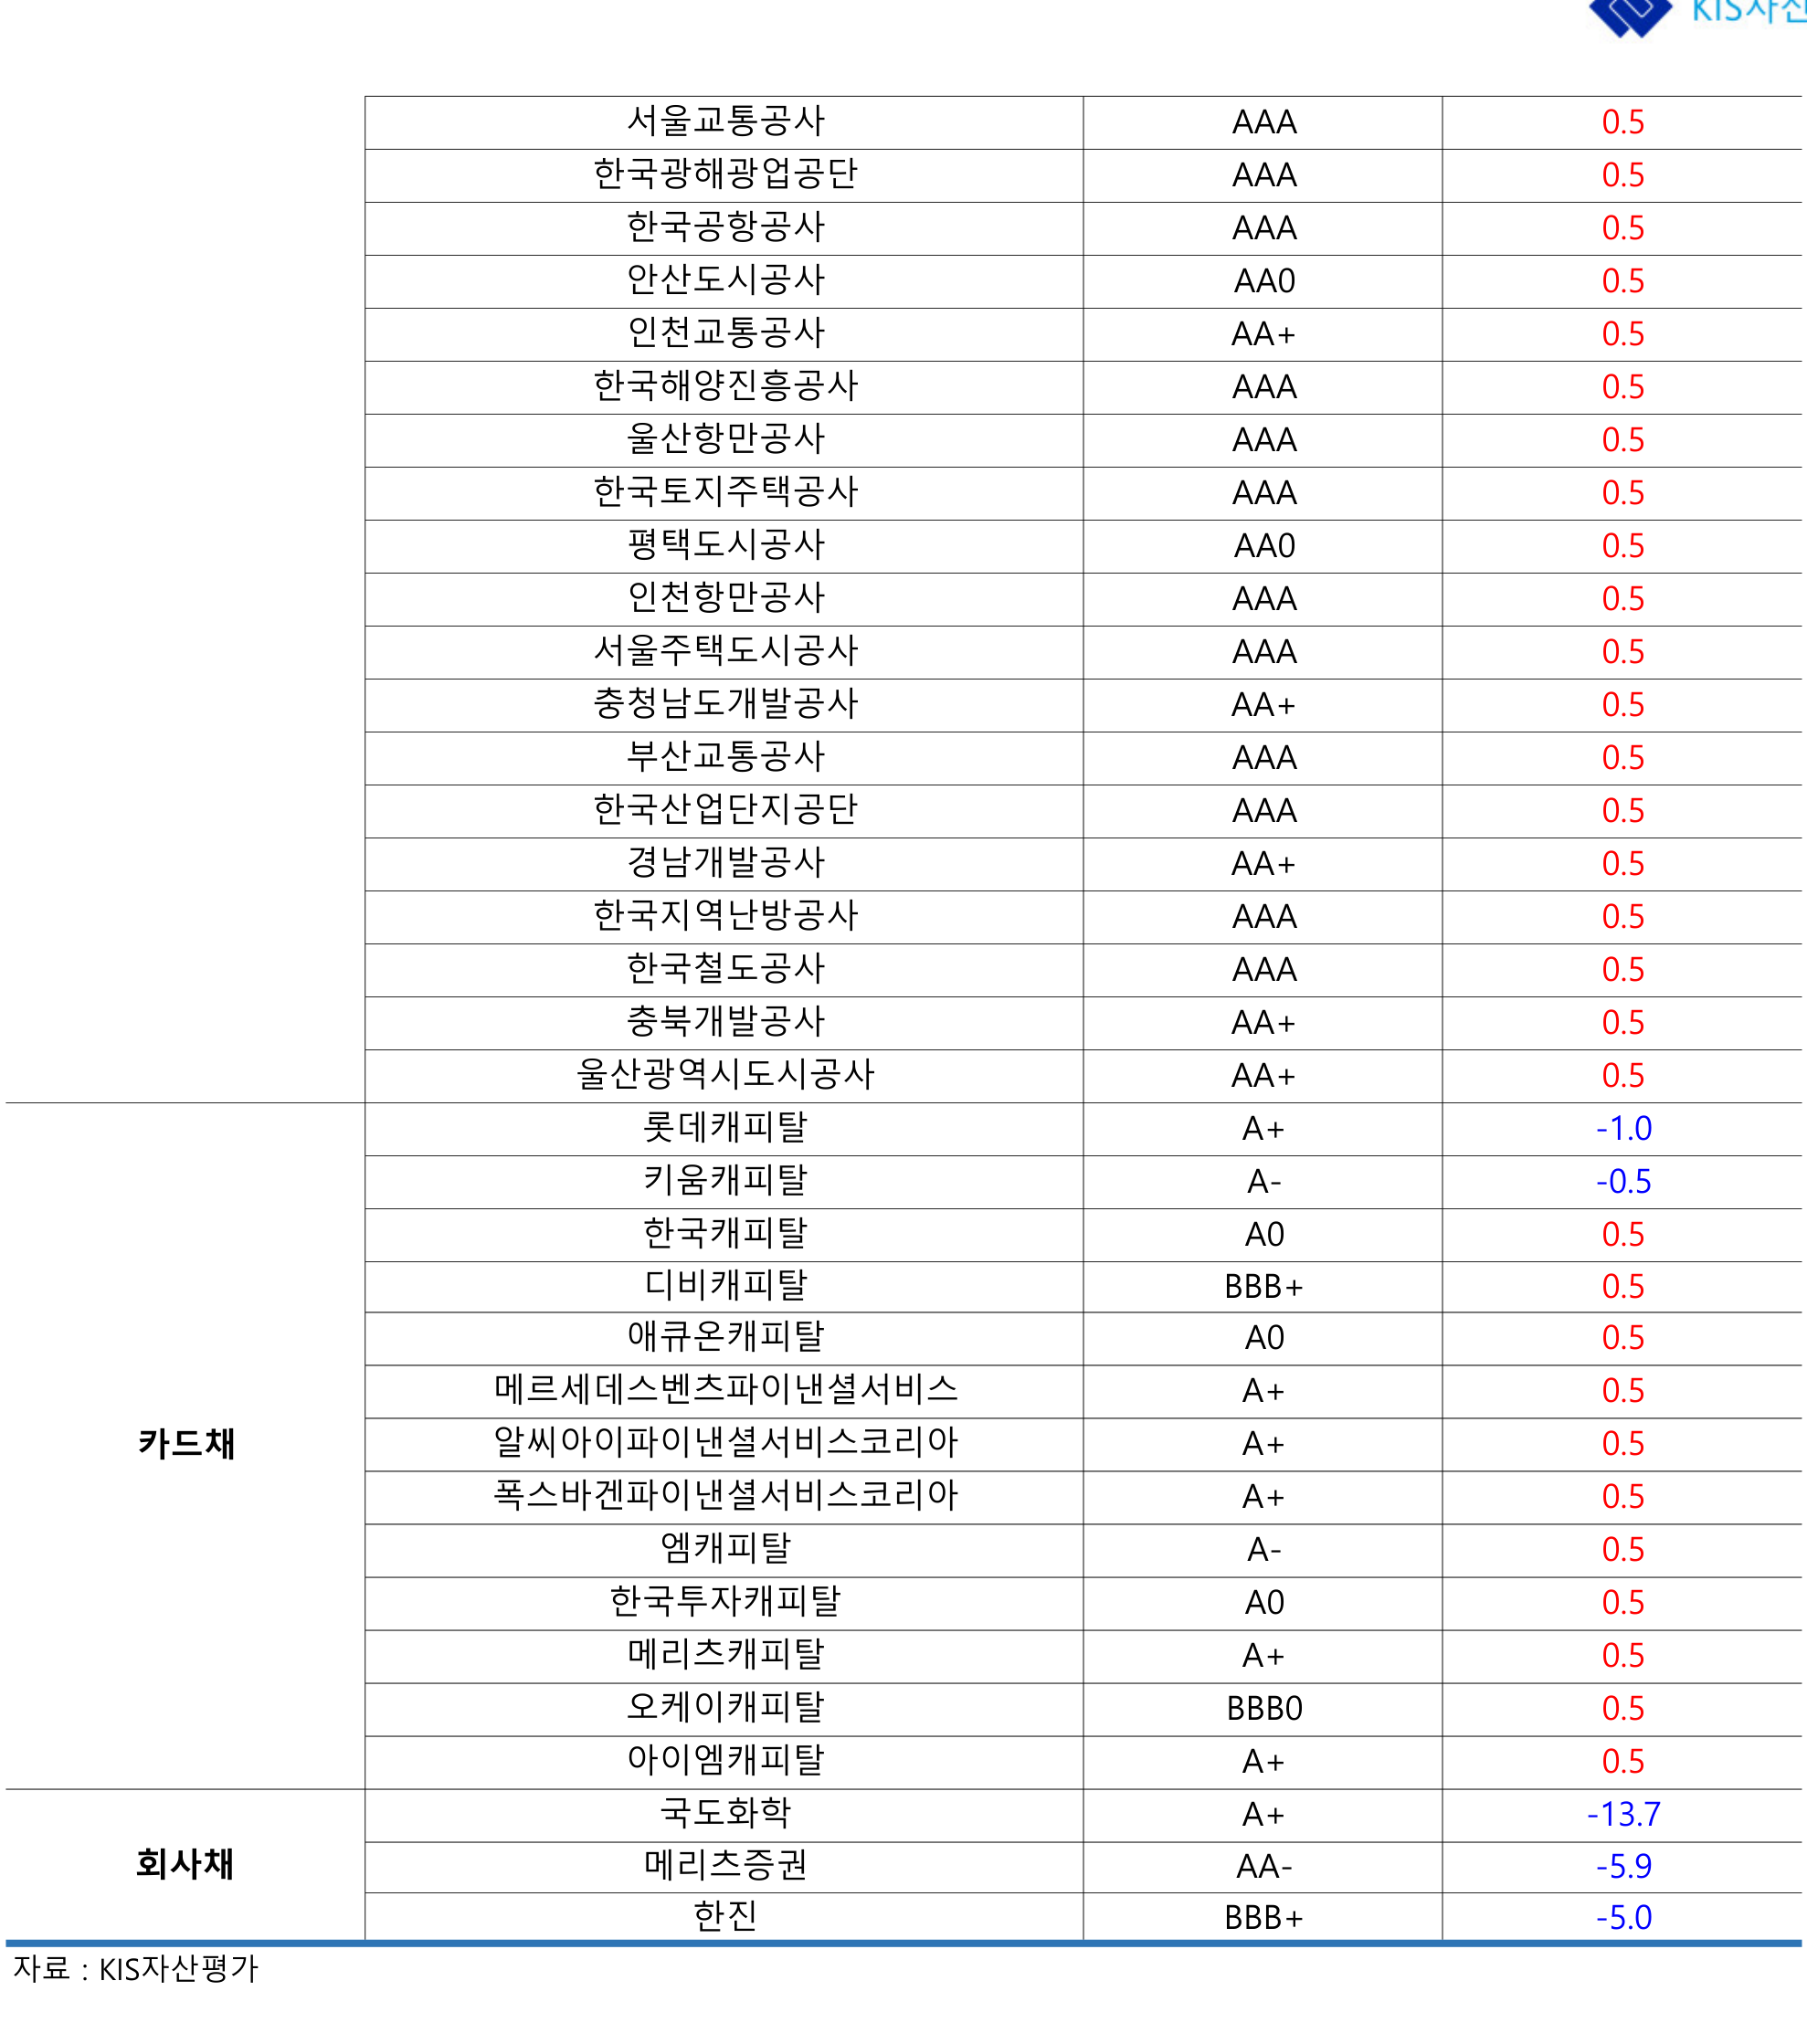 KIS자산
서울교통공사 AAA 0.5
한국광해광업공단 AAA 0.5
한국공항공사 AAA 0.5
안산도시공사 AA0 0.5
인천교통공사 AA+ 0.5
한국해양진흥공사 AAA 0.5
울산항만공사 AAA 0.5
한국토지주택공사 AAA 0.5
평택도시공사 AA0 0.5
인천항만공사 AAA 0.5
서울주택도시공사 AAA 0.5
충청남도개발공사 AA+ 0.5
부산교통공사 AAA 0.5
한국산업단지공단 AAA 0.5
경남개발공사 AA+ 0.5
한국지역난방공사 AAA 0.5
한국철도공사 AAA 0.5
충북개발공사 AA+ 0.5
울산광역시도시공사 AA+ 0.5
롯데캐피탈 A+ -1.0
키움캐피탈 A- -0.5
한국캐피탈 A0 0.5
디비캐피탈 BBB+ 0.5
애큐온캐피탈 A0 0.5
메르세데스벤츠파이낸셜서비스 A+ 0.5
카드채 알씨아이파이낸셜서비스코리아 A+ 0.5
폭스바겐파이낸셜서비스코리아 A+ 0.5
엠캐피탈 A- 0.5
한국투자캐피탈 A0 0.5
메리츠캐피탈 A+ 0.5
오케이캐피탈 BBB0 0.5
아이엠캐피탈 A+ 0.5
국도화학 A+ -13.7
회사채 메리츠증권 AA- -5.9
한진 BBB+ -5.0
자료 : KIS자산평가